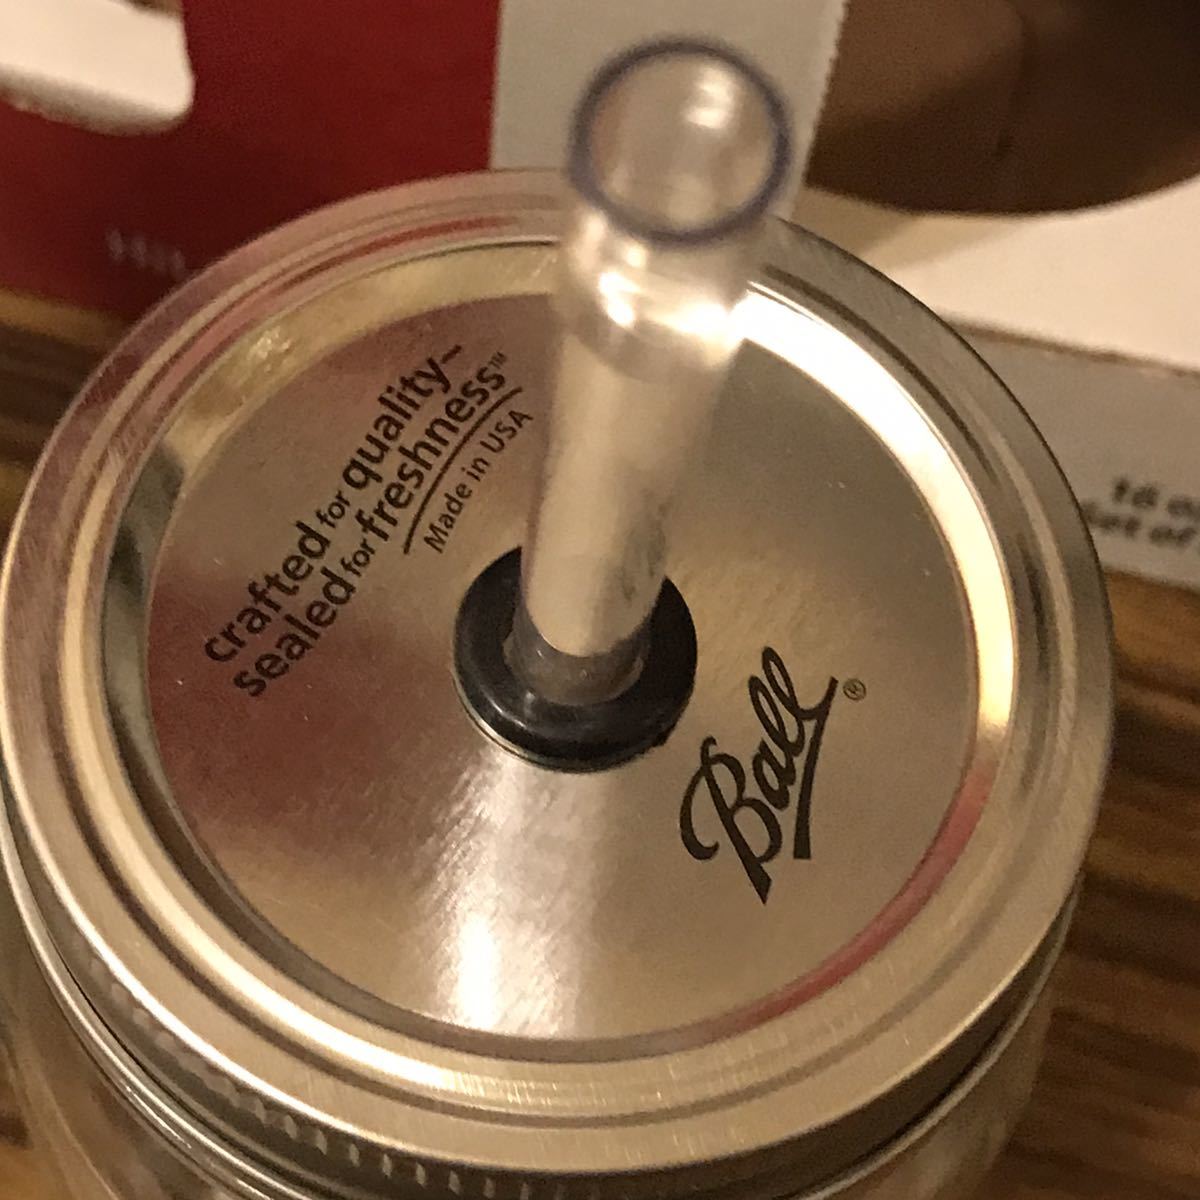 crafted for quality–
sealed for freshness™
Made in USA
Ball®